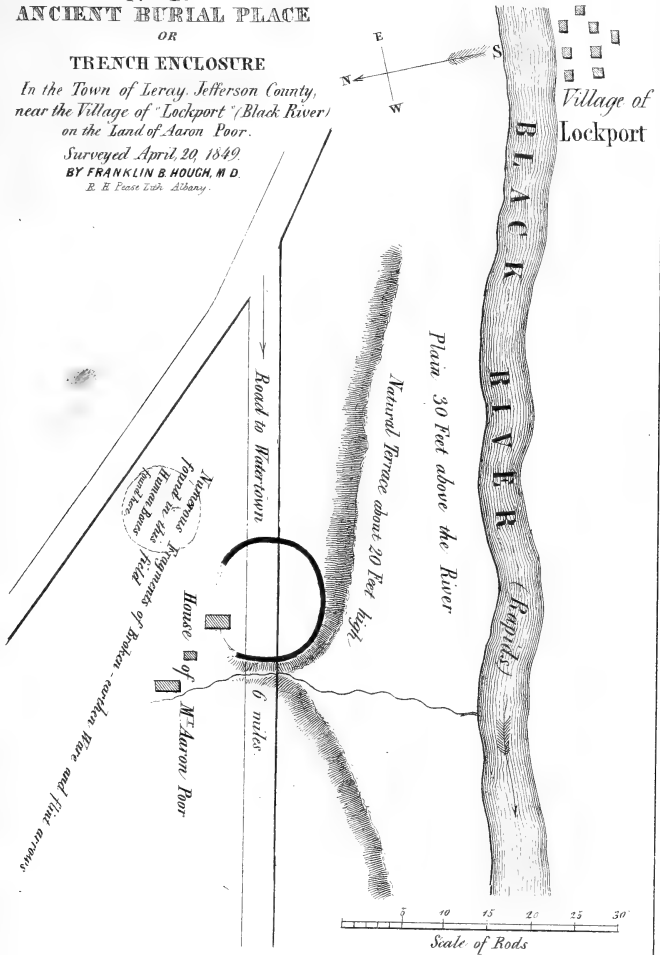 ANCIENT BURIAL PLACE
OR
TRENCH ENCLOSURE
In the Town of Leray. Jefferson County,
near the Village of "Lockport" (Black River)
on the Land of Aaron Poor.
Surveyed April, 20, 1849.
BY FRANKLIN B. HOUGH, M D.
R. H. Pease Lith Albany.
E
S
N
W
Village of
Lockport
BLACK RIVER
(Rapids)
Plain 30 Feet above the River
Natural Terrace about 20 Feet high
Road to Watertown
6 miles.
Human Bones
found here.
Numerous Fragments of Broken-earthen Ware and flint arrows
found in this
field
House of Mr. Aaron Poor
5 10 15 20 25 30
Scale of Rods